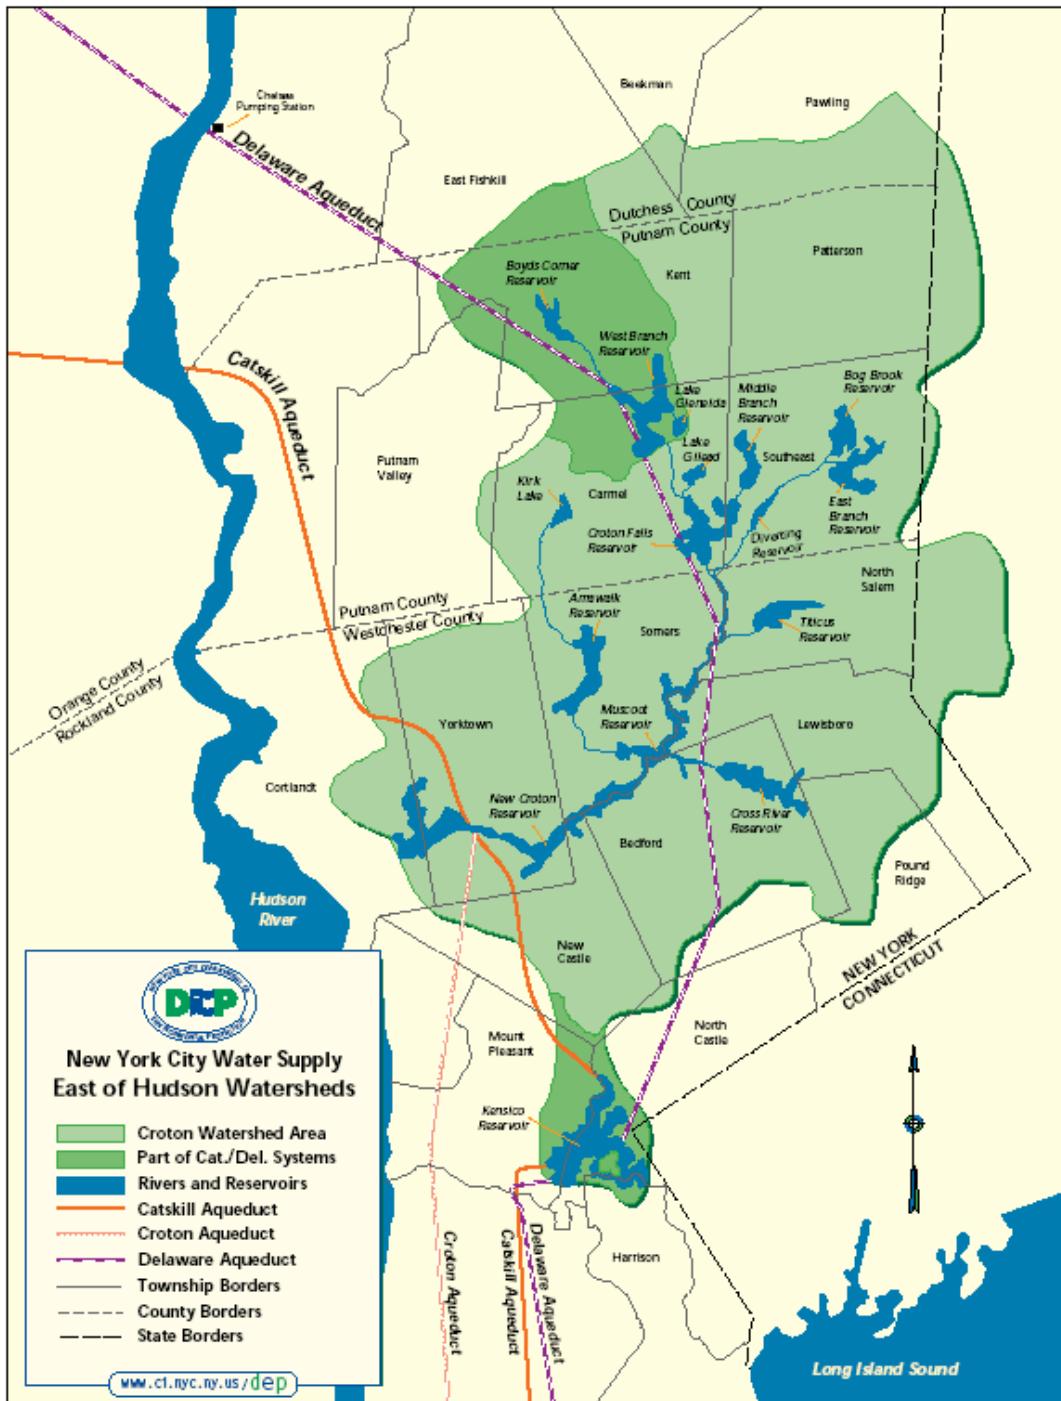 Beekman
Pawling
Chelsea
Pumping Station
Delaware Aqueduct
East Fishkill
Dutchess County
Putnam County
Patterson
Kent
Boyds Corner
Reservoir
West Branch
Reservoir
Catskill Aqueduct
Lake
Gleneida
Middle
Branch
Reservoir
Bog Brook
Reservoir
Putnam
Valley
Lake
Gilead
Southeast
Kirk
Lake
Carmel
Croton Falls
Reservoir
Diverting
Reservoir
East
Branch
Reservoir
North
Salem
Putnam County
Westchester County
Amawalk
Reservoir
Somers
Titicus
Reservoir
Orange County
Rockland County
Yorktown
Muscoot
Reservoir
Lewisboro
Cortlandt
New Croton
Reservoir
Cross River
Reservoir
Bedford
Pound
Ridge
Hudson
River
New
Castle
NEW YORK
CONNECTICUT
Mount
Pleasant
North
Castle
Kensico
Reservoir
Harrison
Croton Aqueduct
Catskill Aqueduct
Delaware Aqueduct
Long Island Sound
DEP
New York City Water Supply
East of Hudson Watersheds
Croton Watershed Area
Part of Cat./Del. Systems
Rivers and Reservoirs
Catskill Aqueduct
Croton Aqueduct
Delaware Aqueduct
Township Borders
County Borders
State Borders
www.ci.nyc.ny.us/dep